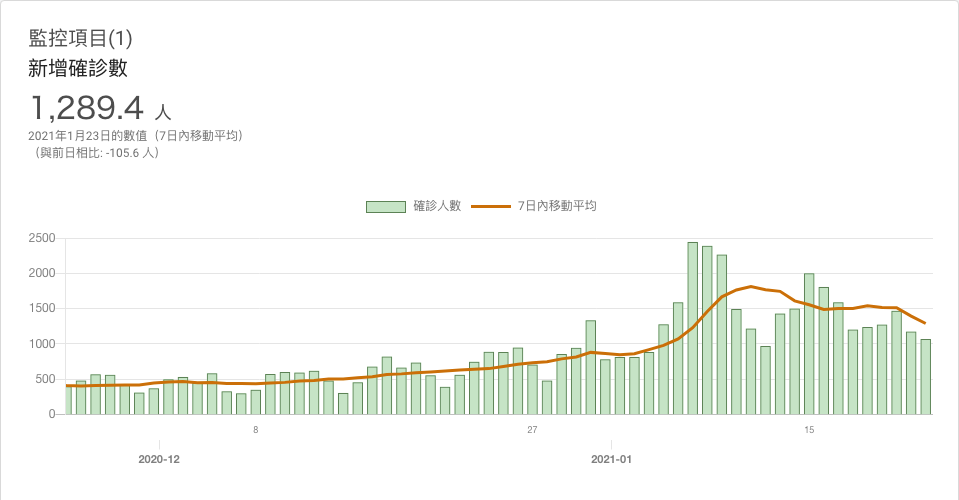 監控項目(1)
新增確診數
1,289.4 人
2021年1月23日的數值（7日內移動平均）
（與前日相比: -105.6 人）
確診人數 7日內移動平均
2500
2000
1500
1000
500
0
8 27 15
2020-12 2021-01